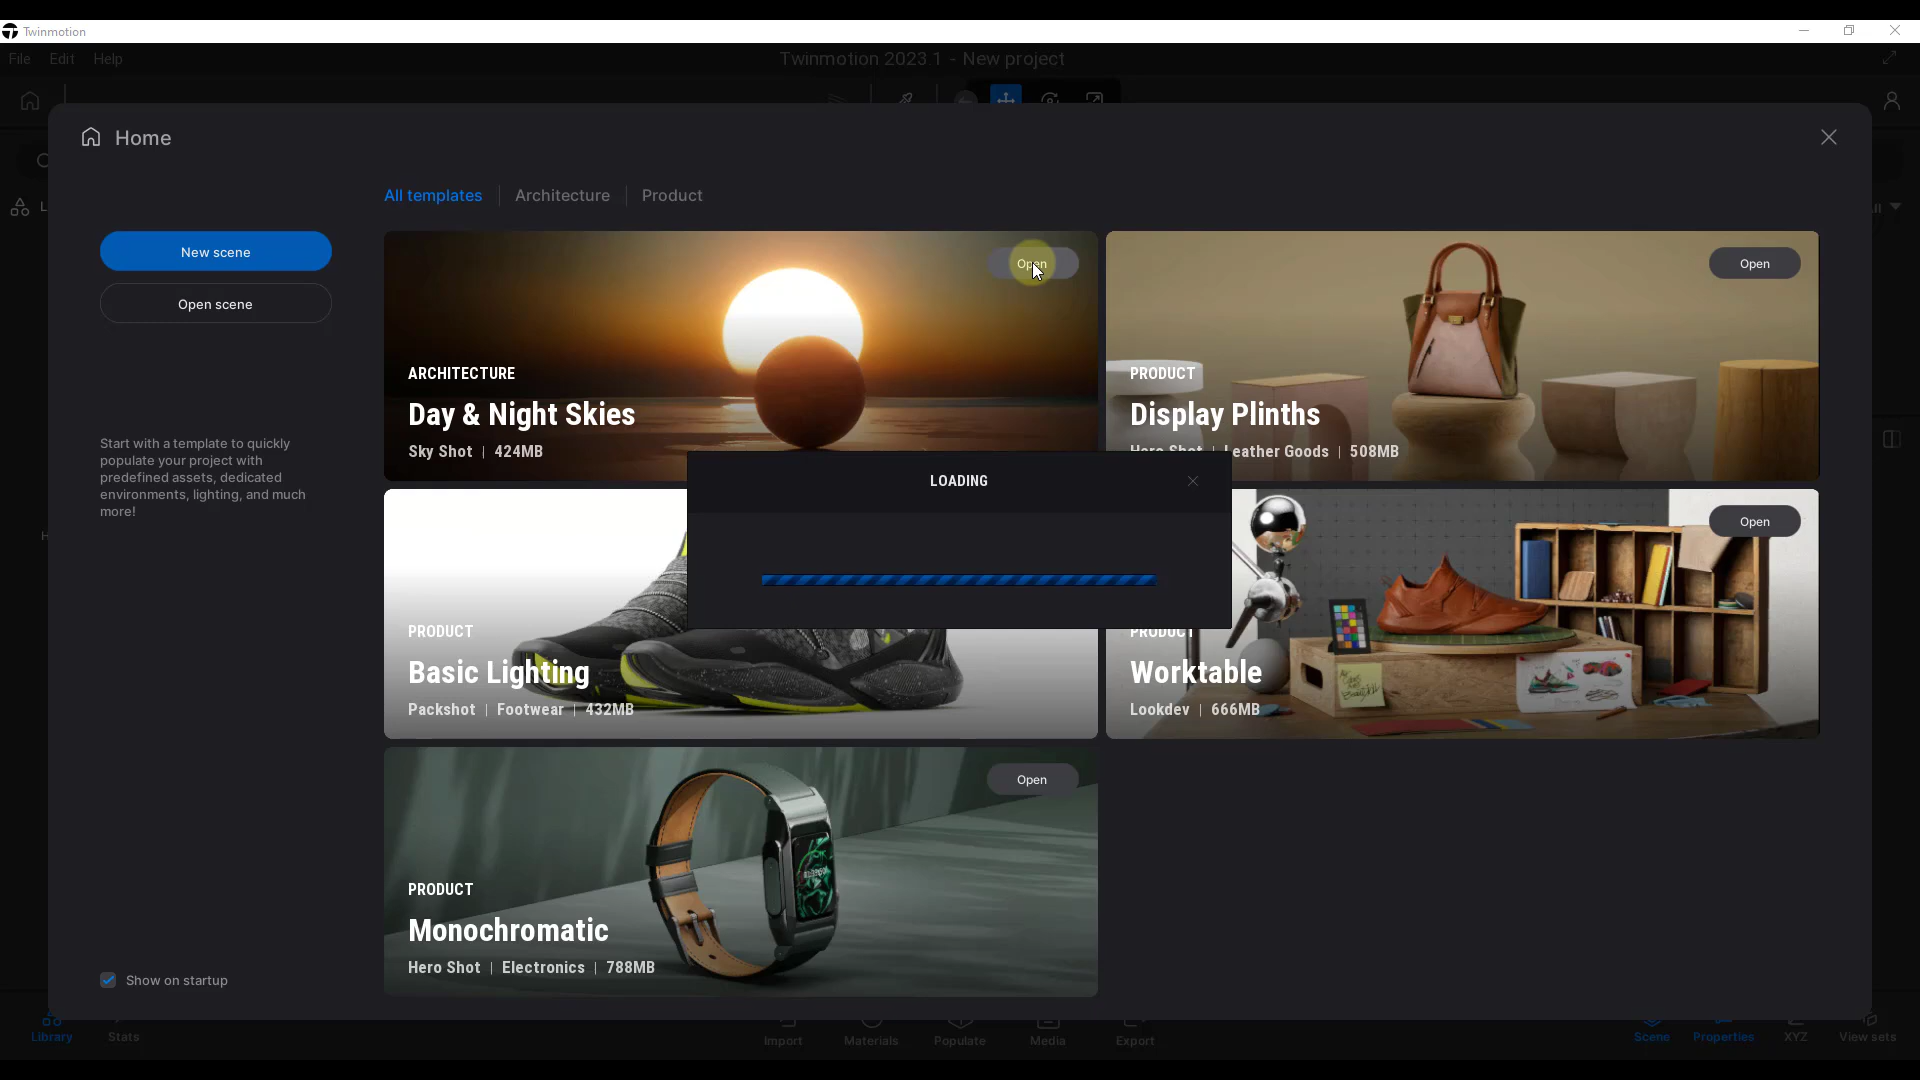 Twinmotion
File Edit Help
Twinmotion 2023.1 - New project
Home
All templates
Architecture
Product
New scene
Open scene
Start with a template to quickly
populate your project with
predefined assets, dedicated
environments, lighting, and much
more!
Show on startup
Open
ARCHITECTURE
Day & Night Skies
Sky Shot | 424MB
Open
PRODUCT
Display Plinths
Hero Shot | Leather Goods | 508MB
LOADING
PRODUCT
Basic Lighting
Packshot | Footwear | 432MB
Open
PRODUCT
Worktable
Lookdev | 666MB
Open
PRODUCT
Monochromatic
Hero Shot | Electronics | 788MB
Library
Stats
Import
Materials
Populate
Media
Export
Scene
Properties
XYZ
View sets